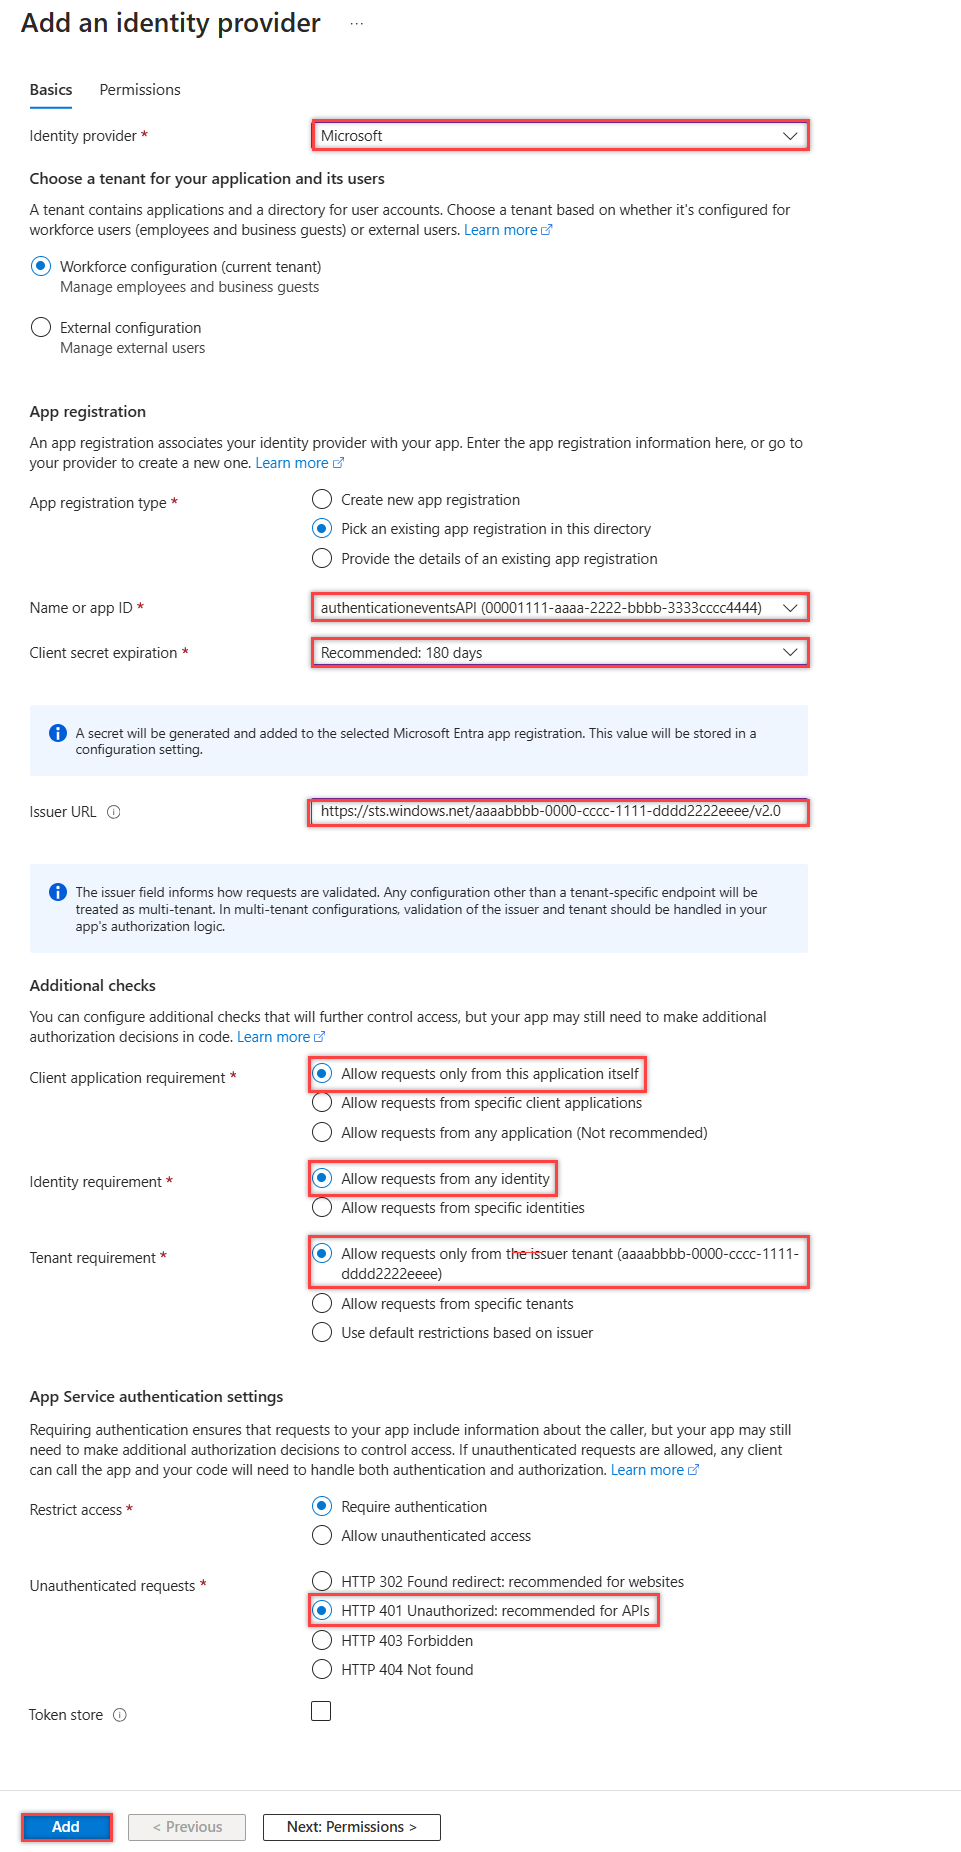 Add an identity provider ...
Basics Permissions
Identity provider * Microsoft
Choose a tenant for your application and its users
A tenant contains applications and a directory for user accounts. Choose a tenant based on whether it's configured for
workforce users (employees and business guests) or external users. Learn more
Workforce configuration (current tenant)
Manage employees and business guests
External configuration
Manage external users
App registration
An app registration associates your identity provider with your app. Enter the app registration information here, or go to
your provider to create a new one. Learn more
App registration type *
Create new app registration
Pick an existing app registration in this directory
Provide the details of an existing app registration
Name or app ID * authenticationeventsAPI (00001111-aaaa-2222-bbbb-3333cccc4444)
Client secret expiration * Recommended: 180 days
A secret will be generated and added to the selected Microsoft Entra app registration. This value will be stored in a
configuration setting.
Issuer URL https://sts.windows.net/aaaabbbb-0000-cccc-1111-dddd2222eeee/v2.0
The issuer field informs how requests are validated. Any configuration other than a tenant-specific endpoint will be
treated as multi-tenant. In multi-tenant configurations, validation of the issuer and tenant should be handled in your
app's authorization logic.
Additional checks
You can configure additional checks that will further control access, but your app may still need to make additional
authorization decisions in code. Learn more
Client application requirement * Allow requests only from this application itself
Allow requests from specific client applications
Allow requests from any application (Not recommended)
Identity requirement * Allow requests from any identity
Allow requests from specific identities
Tenant requirement * Allow requests only from the issuer tenant (aaaabbbb-0000-cccc-1111-
dddd2222eeee)
Allow requests from specific tenants
Use default restrictions based on issuer
App Service authentication settings
Requiring authentication ensures that requests to your app include information about the caller, but your app may still
need to make additional authorization decisions to control access. If unauthenticated requests are allowed, any client
can call the app and your code will need to handle both authentication and authorization. Learn more
Restrict access * Require authentication
Allow unauthenticated access
Unauthenticated requests * HTTP 302 Found redirect: recommended for websites
HTTP 401 Unauthorized: recommended for APIs
HTTP 403 Forbidden
HTTP 404 Not found
Token store
Add < Previous Next: Permissions >